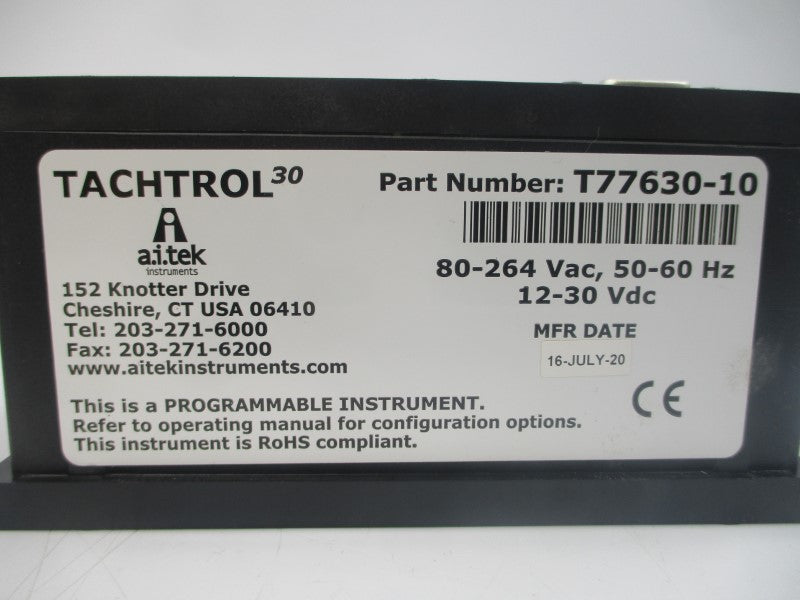 TACHTROL30
a.i.tek
instruments
152 Knotter Drive
Cheshire, CT USA 06410
Tel: 203-271-6000
Fax: 203-271-6200
www.aitekinstruments.com
Part Number: T77630-10
80-264 Vac, 50-60 Hz
12-30 Vdc
MFR DATE
16-JULY-20
This is a PROGRAMMABLE INSTRUMENT.
Refer to operating manual for configuration options.
This instrument is RoHS compliant.
CE